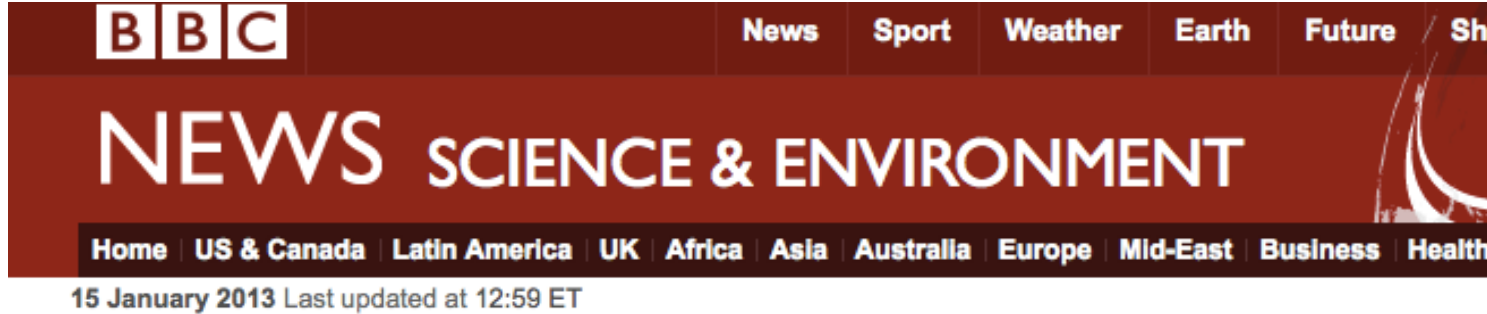 BBC News Sport Weather Earth Future Sh
NEWS SCIENCE & ENVIRONMENT
Home US & Canada Latin America UK Africa Asia Australia Europe Mid-East Business Health
15 January 2013 Last updated at 12:59 ET